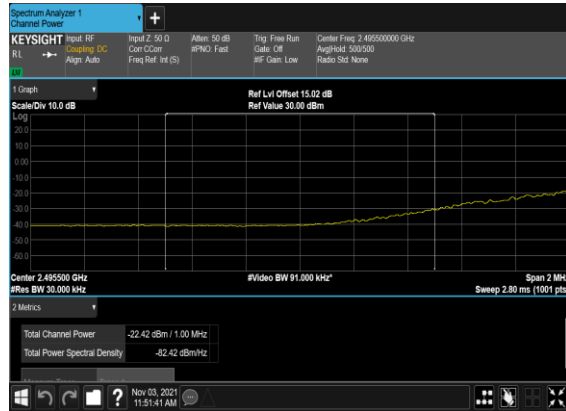 Spectrum Analyzer 1
Channel Power
+
KEYSIGHT Input: RF Input Z: 50 Ω Atten: 50 dB Trig: Free Run Center Freq: 2.495500000 GHz
RL Coupling: DC Corr CCorr #PNO: Fast Gate: Off Avg|Hold: 500/500
Align: Auto Freq Ref: Int (S) #IF Gain: Low Radio Std: None
1 Graph
Ref Lvl Offset 15.02 dB
Scale/Div 10.0 dB Ref Value 30.00 dBm
Log
20.0
10.0
0.00
-10.0
-20.0
-30.0
-40.0
-50.0
-60.0
Center 2.495500 GHz #Video BW 91.000 kHz* Span 2 MH
#Res BW 30.000 kHz Sweep 2.80 ms (1001 pts
2 Metrics
Total Channel Power -22.42 dBm / 1.00 MHz
Total Power Spectral Density -82.42 dBm/Hz
? Nov 03, 2021
11:51:41 AM